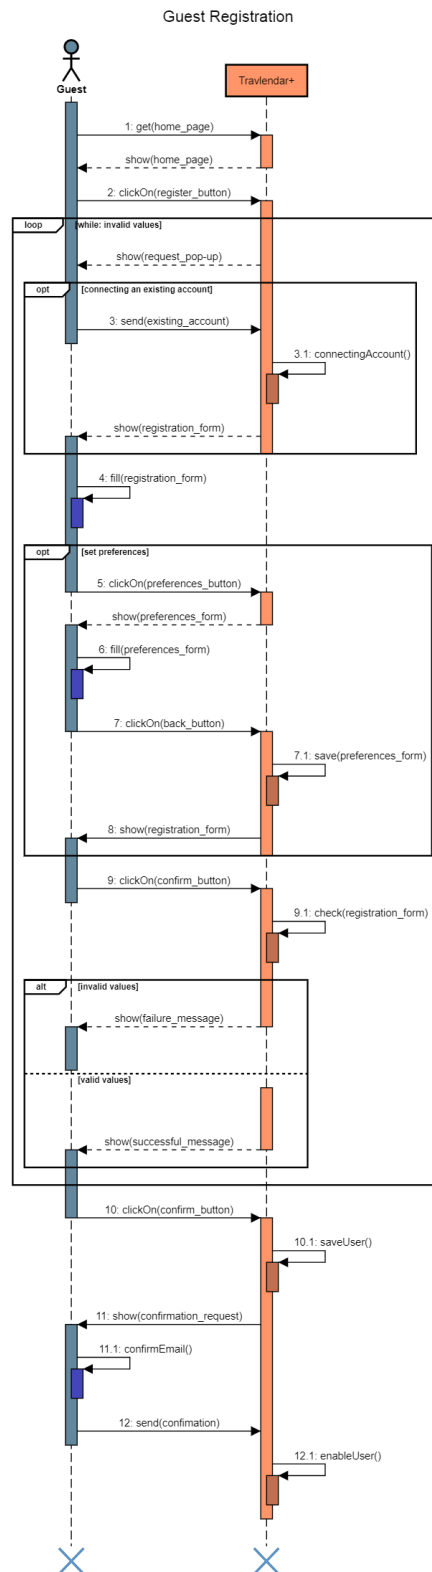 Guest Registration
Guest
Travlendar+
1: get(home_page)
show(home_page)
2: clickOn(register_button)
loop [while: invalid values]
show(request_pop-up)
opt [connecting an existing account]
3: send(existing_account)
3.1: connectingAccount()
show(registration_form)
4: fill(registration_form)
opt [set preferences]
5: clickOn(preferences_button)
show(preferences_form)
6: fill(preferences_form)
7: clickOn(back_button)
7.1: save(preferences_form)
8: show(registration_form)
9: clickOn(confirm_button)
9.1: check(registration_form)
alt [invalid values]
show(failure_message)
[valid values]
show(successful_message)
10: clickOn(confirm_button)
10.1: saveUser()
11: show(confirmation_request)
11.1: confirmEmail()
12: send(confimation)
12.1: enableUser()